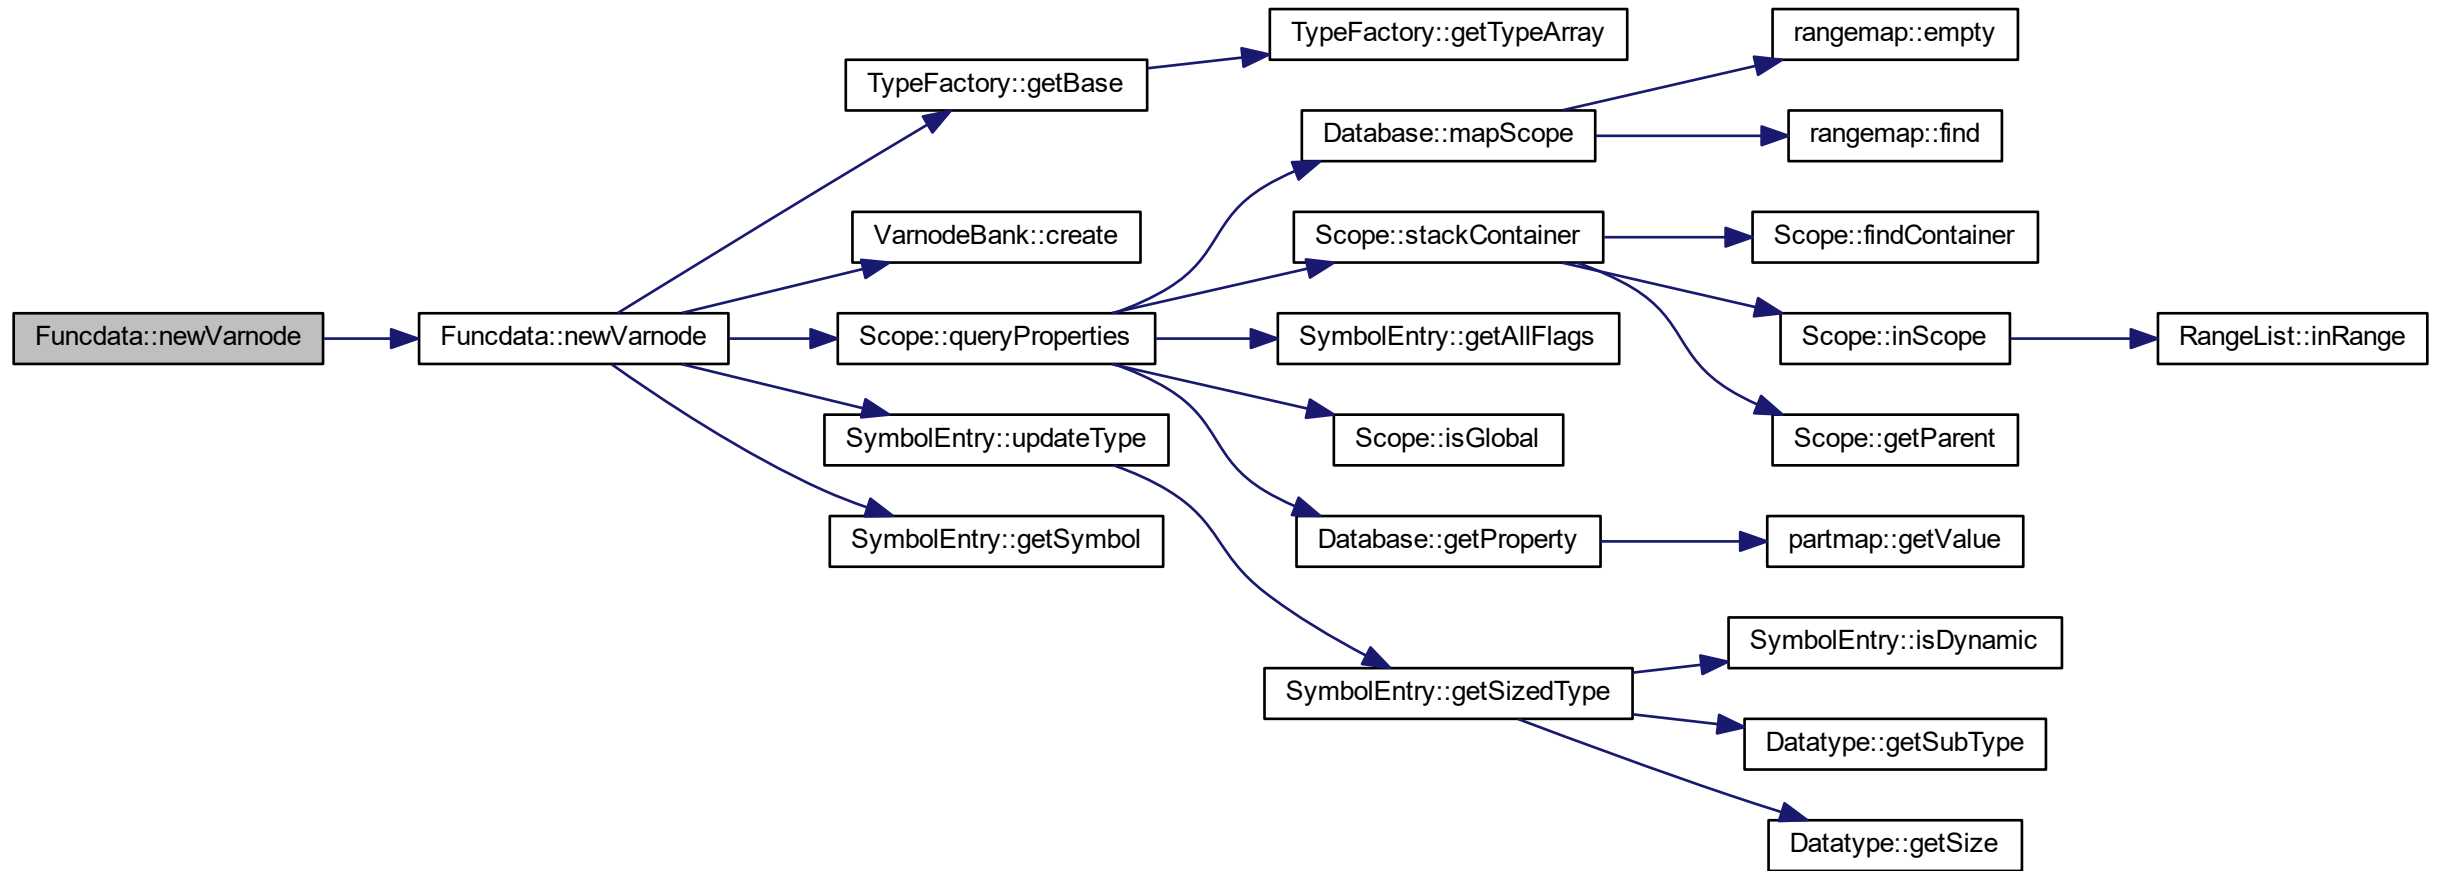 Funcdata::newVarnode
Funcdata::newVarnode
TypeFactory::getBase
VarnodeBank::create
Scope::queryProperties
SymbolEntry::updateType
SymbolEntry::getSymbol
TypeFactory::getTypeArray
Database::mapScope
Scope::stackContainer
SymbolEntry::getAllFlags
Scope::isGlobal
Database::getProperty
SymbolEntry::getSizedType
rangemap::empty
rangemap::find
Scope::findContainer
Scope::inScope
Scope::getParent
partmap::getValue
SymbolEntry::isDynamic
Datatype::getSubType
Datatype::getSize
RangeList::inRange